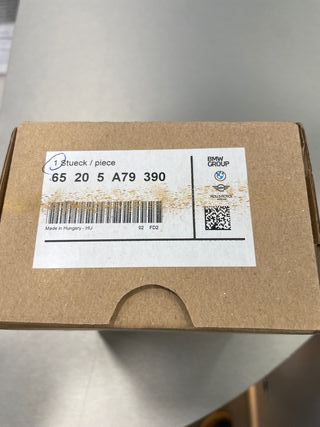 1 Stueck / piece
65 20 5 A79 390
Made in Hungary - HU
02 FD2
BMW
GROUP